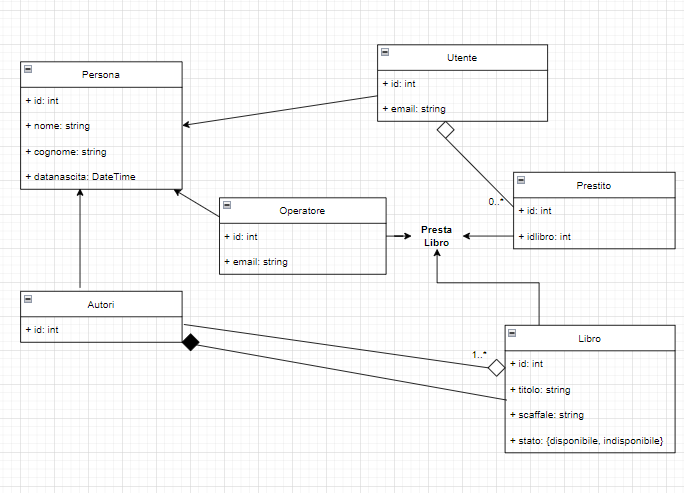 Persona
+ id: int
+ nome: string
+ cognome: string
+ datanascita: DateTime
Utente
+ id: int
+ email: string
Operatore
+ id: int
+ email: string
Presta
Libro
0..*
Prestito
+ id: int
+ idlibro: int
Autori
+ id: int
1..*
Libro
+ id: int
+ titolo: string
+ scaffale: string
+ stato: {disponibile, indisponibile}